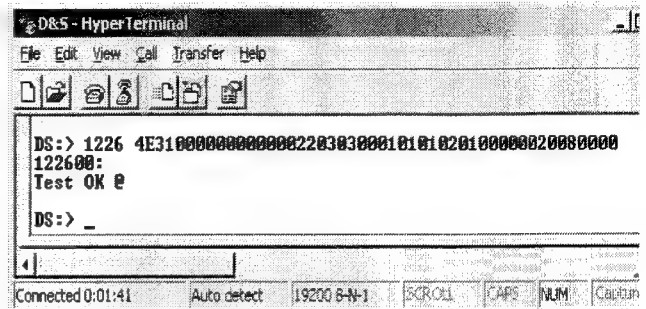 D&S - HyperTerminal
File Edit View Call Transfer Help
DS:> 1226 4E3100000000000022030300010101020100000020080000
122600:
Test OK @
DS:> _
Connected 0:01:41 Auto detect 19200 8-N-1 SCROLL CAPS NUM Captur